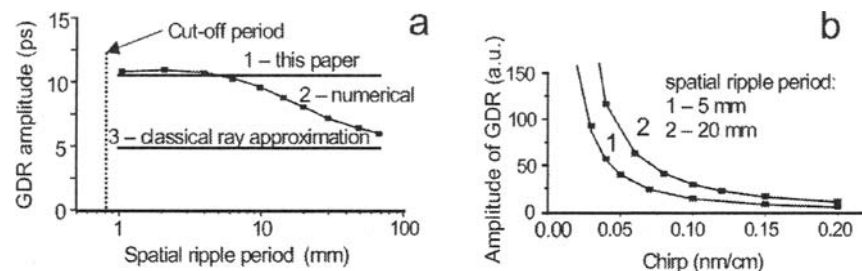 a
GDR amplitude (ps)
15
10
5
0
Cut-off period
1 – this paper
2 – numerical
3 – classical ray approximation
1
10
100
Spatial ripple period (mm)
b
Amplitude of GDR (a.u.)
150
100
50
0
spatial ripple period:
1 – 5 mm
2 – 20 mm
1
2
0.00
0.05
0.10
0.15
0.20
Chirp (nm/cm)